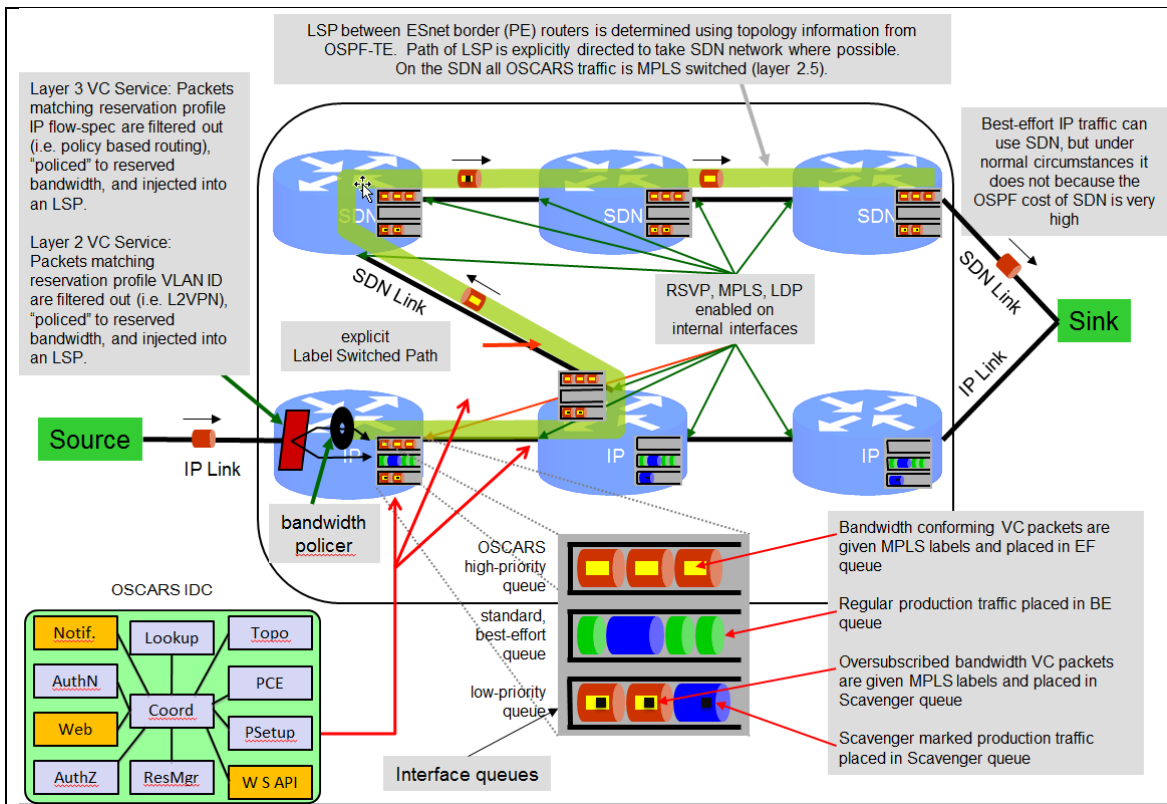 LSP between ESnet border (PE) routers is determined using topology information from
OSPF-TE. Path of LSP is explicitly directed to take SDN network where possible.
On the SDN all OSCARS traffic is MPLS switched (layer 2.5).
Layer 3 VC Service: Packets
matching reservation profile
IP flow-spec are filtered out
(i.e. policy based routing),
“policed” to reserved
bandwidth, and injected into
an LSP.
Layer 2 VC Service:
Packets matching
reservation profile VLAN ID
are filtered out (i.e. L2VPN),
“policed” to reserved
bandwidth, and injected into
an LSP.
Best-effort IP traffic can
use SDN, but under
normal circumstances it
does not because the
OSPF cost of SDN is very
high
SDN
SDN
SDN
SDN Link
SDN Link
RSVP, MPLS, LDP
enabled on
internal interfaces
explicit
Label Switched Path
Sink
IP Link
Source
IP Link
IP
IP
IP
bandwidth
policer
OSCARS
high-priority
queue
standard,
best-effort
queue
low-priority
queue
Interface queues
Bandwidth conforming VC packets are
given MPLS labels and placed in EF
queue
Regular production traffic placed in BE
queue
Oversubscribed bandwidth VC packets
are given MPLS labels and placed in
Scavenger queue
Scavenger marked production traffic
placed in Scavenger queue
OSCARS IDC
Notif.
Lookup
Topo
AuthN
PCE
Coord
Web
PSetup
AuthZ
ResMgr
W S API